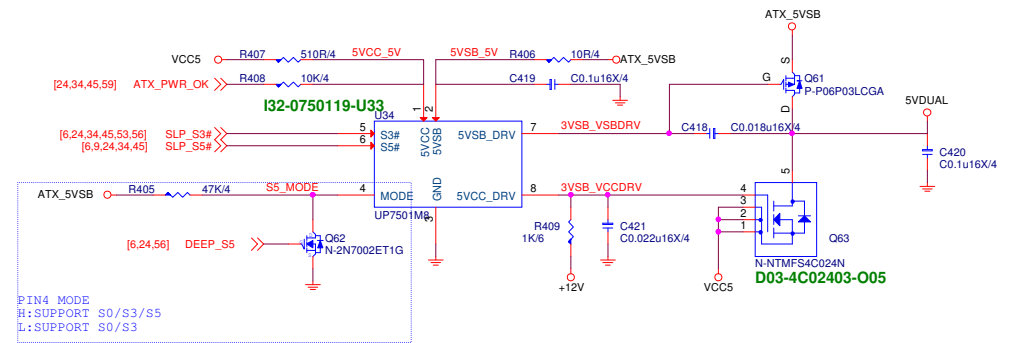 ATX_5VSB
VCC5 R407 510R/4 5VCC_5V 5VSB_5V R406 10R/4 ATX_5VSB
[24,34,45,59] ATX_PWR_OK R408 10K/4 C419 C0.1u16X/4
S
G
D
Q61
P-P06P03LCGA
I32-0750119-U33
U34
1
2
5VDUAL
[6,24,34,45,53,56] SLP_S3# 5 S3# 5VCC 5VSB 5VSB_DRV 7 3VSB_VSBDRV C418 C0.018u16X/4
[6,9,24,34,45] SLP_S5# 6 S5#
C420
C0.1u16X/4
5
ATX_5VSB R405 47K/4 S5_MODE 4 MODE GND 5VCC_DRV 8 3VSB_VCCDRV 4
3
2
1
UP7501M8
3
R409
1K/6
C421
C0.022u16X/4
[6,24,56] DEEP_S5 Q62
N-2N7002ET1G
Q63
N-NTMFS4C024N
D03-4C02403-O05
+12V VCC5
PIN4 MODE
H:SUPPORT S0/S3/S5
L:SUPPORT S0/S3